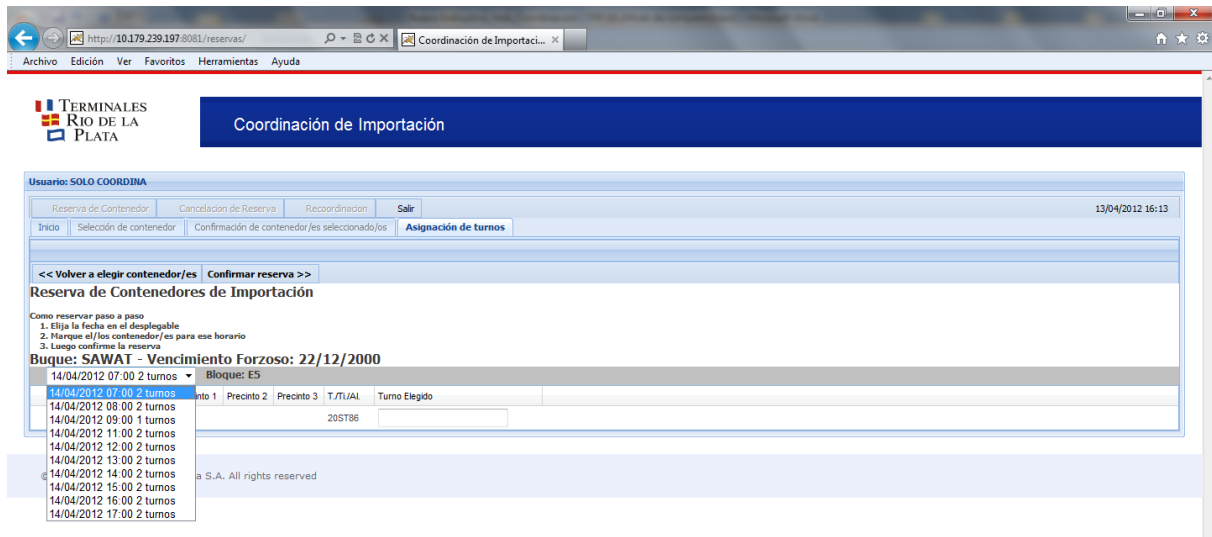 http://10.179.239.197:8081/reservas/
Coordinación de Importaci...
Archivo Edición Ver Favoritos Herramientas Ayuda
TERMINALES
RIO DE LA
PLATA
Coordinación de Importación
Usuario: SOLO COORDINA
Reserva de Contenedor Cancelacion de Reserva Recoordinacion Salir 13/04/2012 16:13
Inicio Selección de contenedor Confirmación de contenedor/es seleccionado/os Asignación de turnos
<< Volver a elegir contenedor/es Confirmar reserva >>
Reserva de Contenedores de Importación
Como reservar paso a paso
1. Elija la fecha en el desplegable
2. Marque el/los contenedor/es para ese horario
3. Luego confirme la reserva
Buque: SAWAT - Vencimiento Forzoso: 22/12/2000
14/04/2012 07:00 2 turnos Bloque: E5
14/04/2012 07:00 2 turnos
into 1 Precinto 2 Precinto 3 T./Ti./Al. Turno Elegido
14/04/2012 08:00 2 turnos
14/04/2012 09:00 1 turnos
20ST86
14/04/2012 11:00 2 turnos
14/04/2012 12:00 2 turnos
14/04/2012 13:00 2 turnos
14/04/2012 14:00 2 turnos
a S.A. All rights reserved
14/04/2012 15:00 2 turnos
14/04/2012 16:00 2 turnos
14/04/2012 17:00 2 turnos